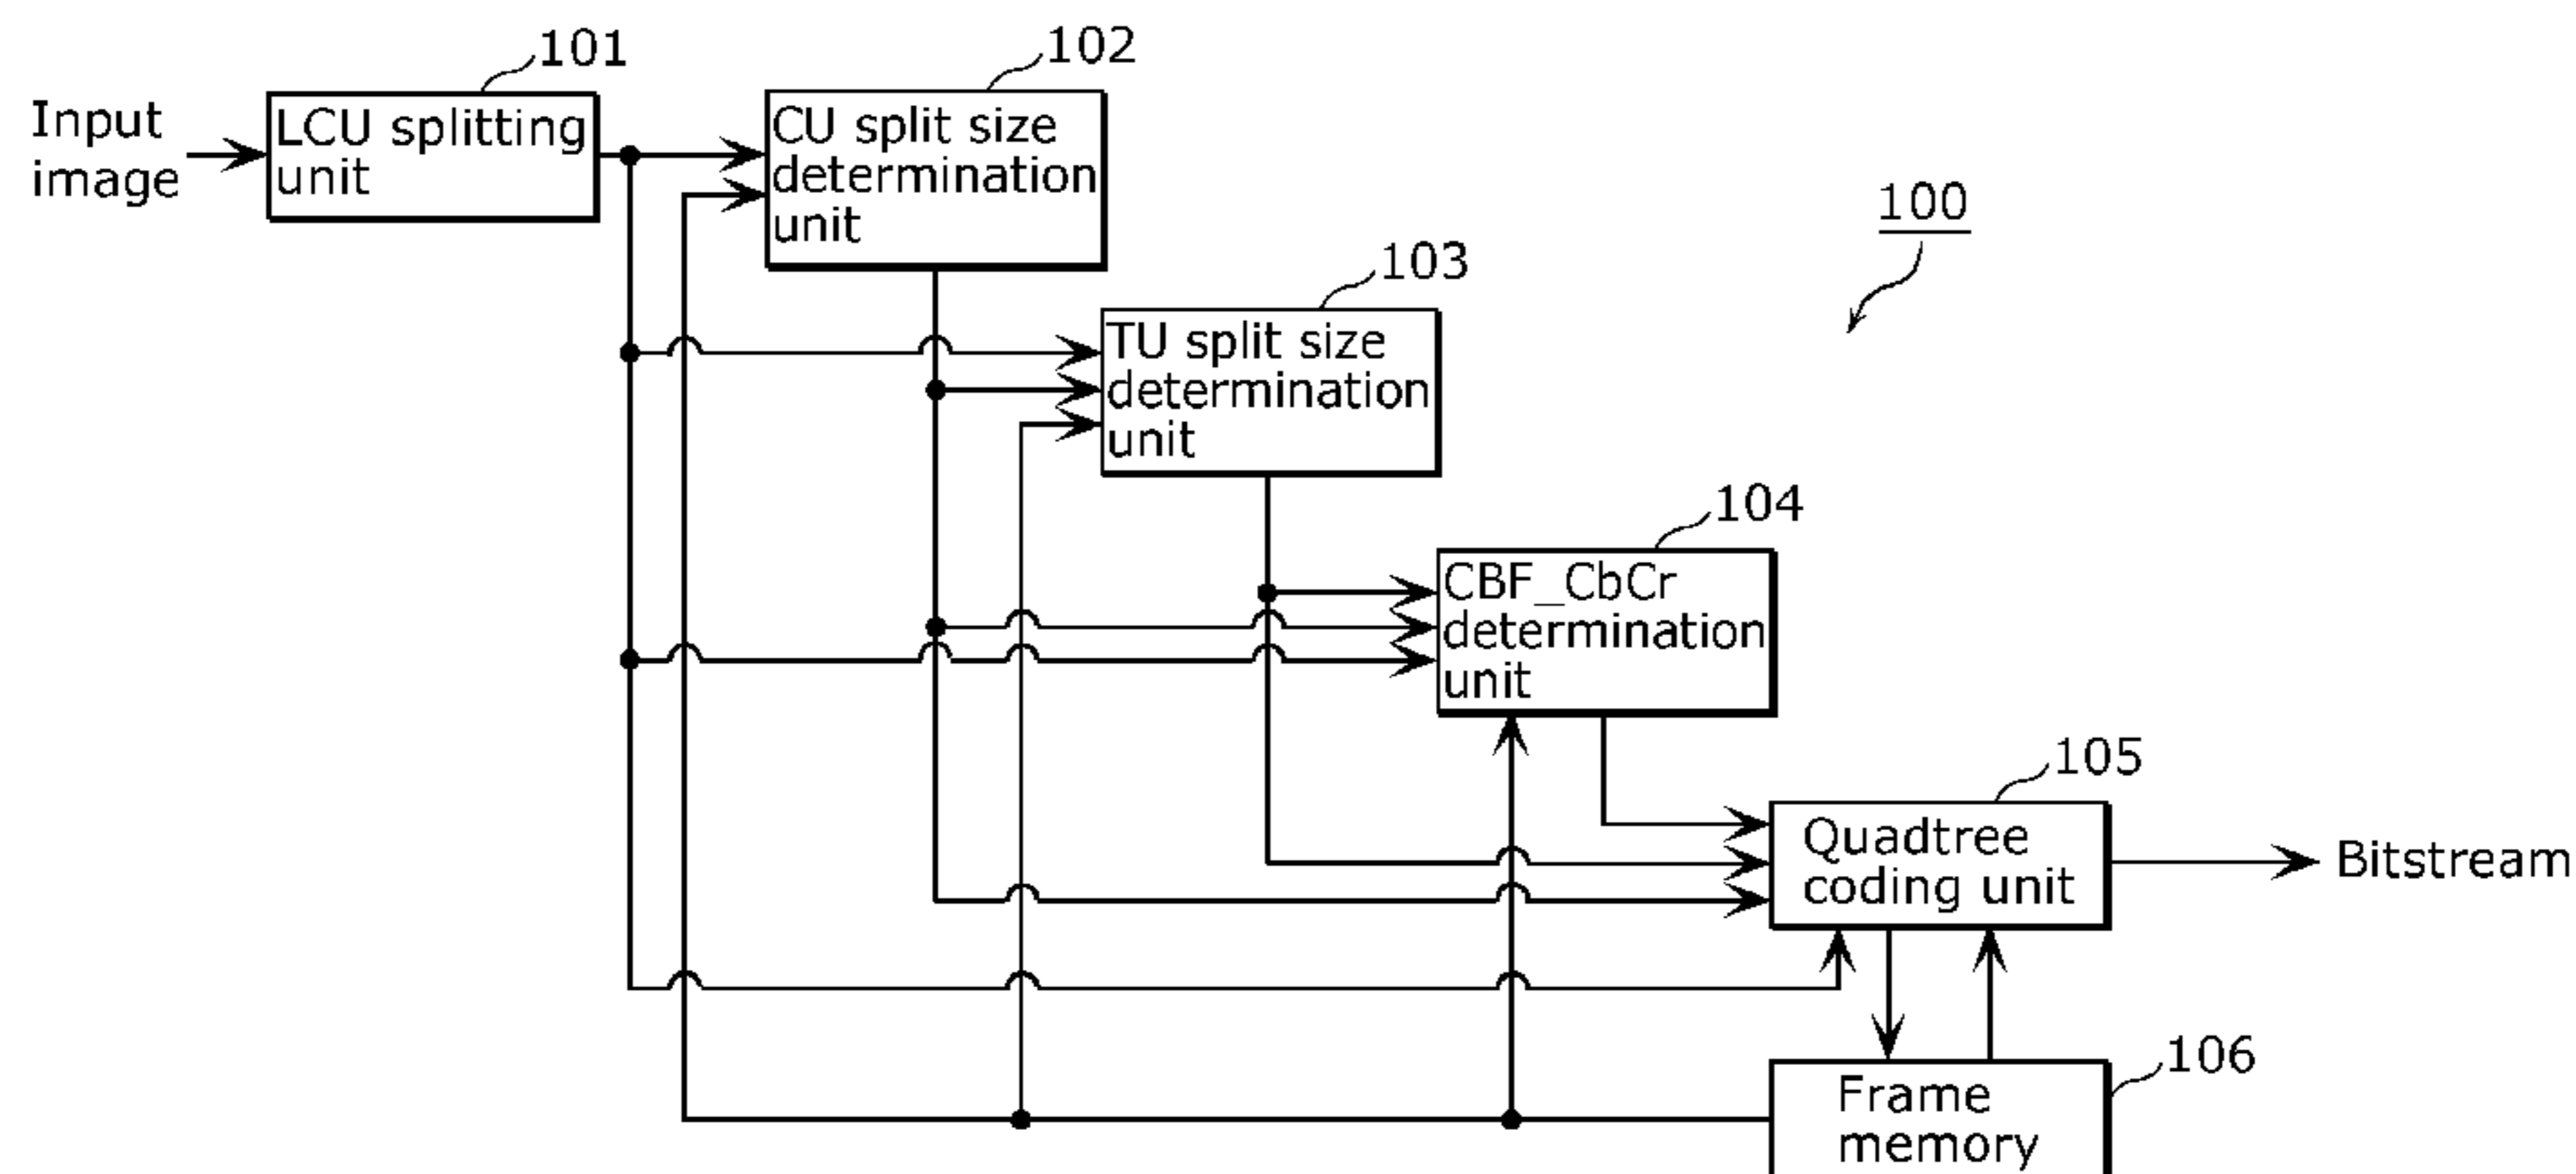 101
102
Input
image
LCU splitting
unit
CU split size
determination
unit
100
103
TU split size
determination
unit
104
CBF_CbCr
determination
unit
105
Quadtree
coding unit
Bitstream
106
Frame
memory